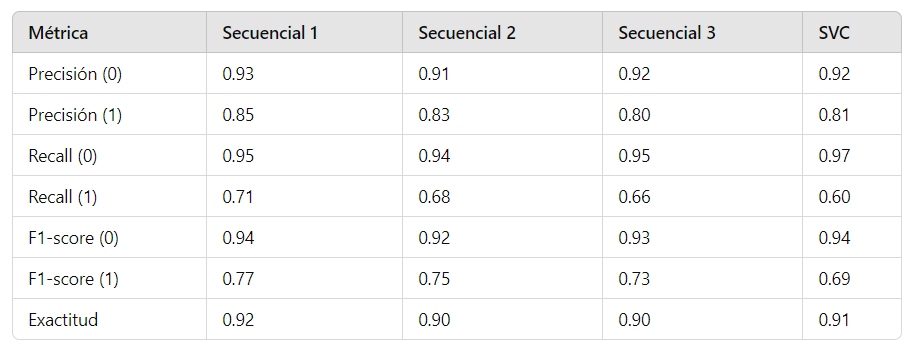 Métrica Secuencial 1 Secuencial 2 Secuencial 3 SVC
Precisión (0) 0.93 0.91 0.92 0.92
Precisión (1) 0.85 0.83 0.80 0.81
Recall (0) 0.95 0.94 0.95 0.97
Recall (1) 0.71 0.68 0.66 0.60
F1-score (0) 0.94 0.92 0.93 0.94
F1-score (1) 0.77 0.75 0.73 0.69
Exactitud 0.92 0.90 0.90 0.91